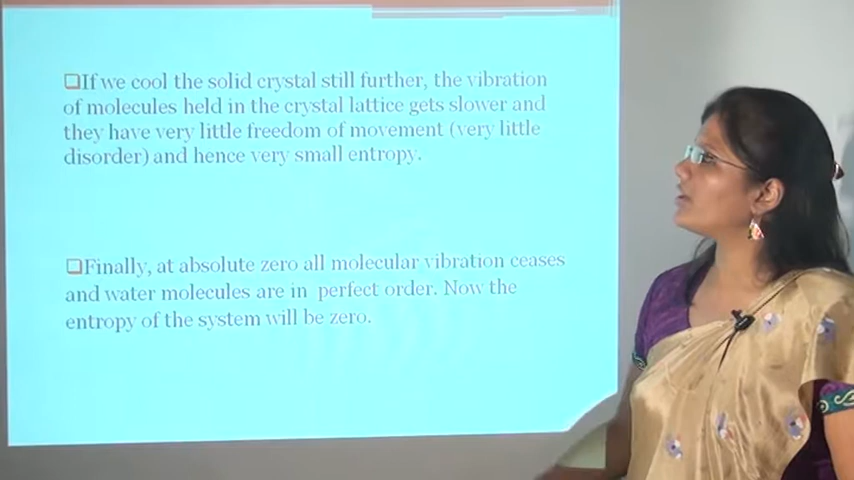 ❑If we cool the solid crystal still further, the vibration
of molecules held in the crystal lattice gets slower and
they have very little freedom of movement (very little
disorder) and hence very small entropy.
❑Finally, at absolute zero all molecular vibration ceases
and water molecules are in perfect order. Now the
entropy of the system will be zero.